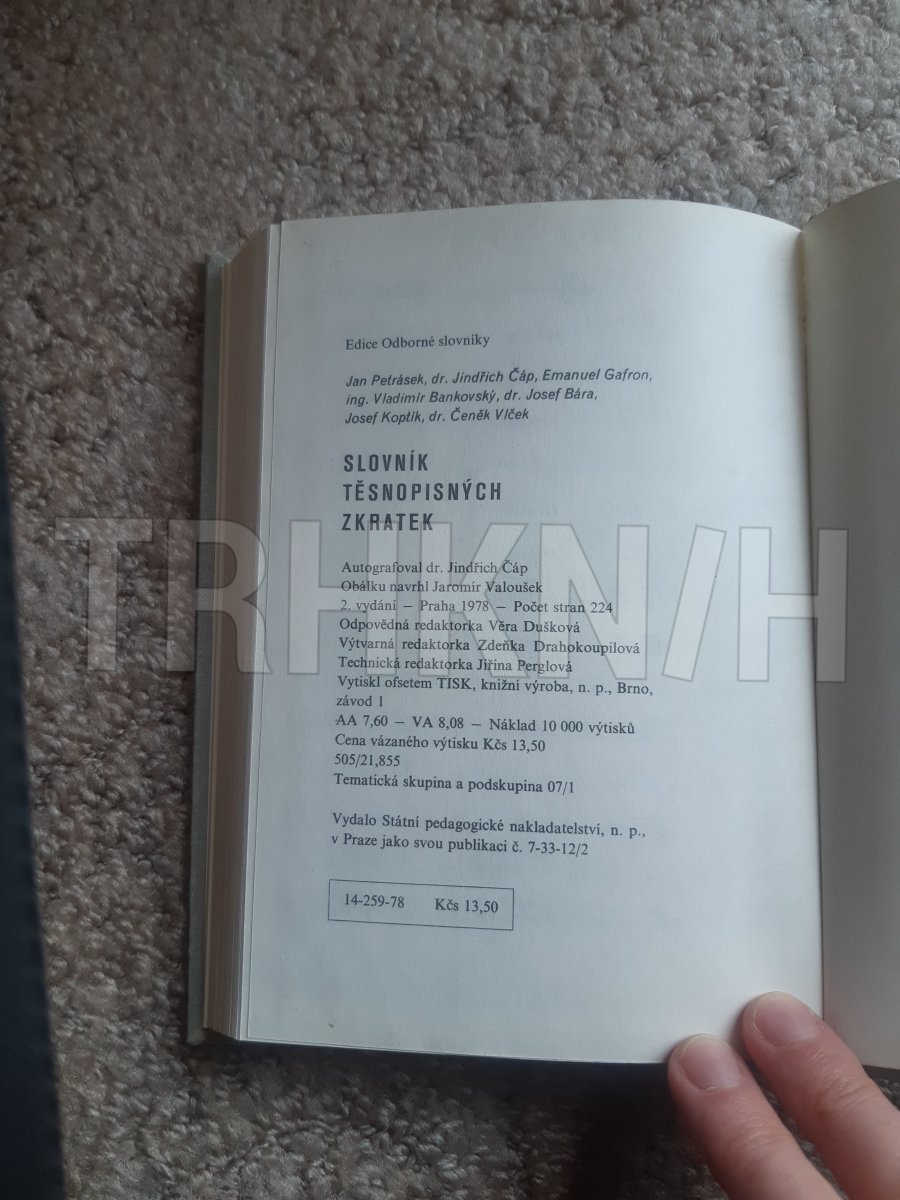 Edice Odborné slovníky
Jan Petrásek, dr. Jindřich Čáp, Emanuel Gafron,
ing. Vladimír Bankovský, dr. Josef Bára,
Josef Koptík, dr. Čeněk Vlček
SLOVNÍK
TĚSNOPISNÝCH
ZKRATEK
Autografoval dr. Jindřich Čáp
Obálku navrhl Jaromír Valoušek
2. vydání — Praha 1978 — Počet stran 224
Odpovědná redaktorka Věra Dušková
Výtvarná redaktorka Zdeňka Drahokoupilová
Technická redaktorka Jiřina Perglová
Vytiskl ofsetem TISK, knižní výroba, n. p., Brno,
závod 1
AA 7,60 — VA 8,08 — Náklad 10 000 výtisků
Cena vázaného výtisku Kčs 13,50
505/21,855
Tematická skupina a podskupina 07/1
Vydalo Státní pedagogické nakladatelství, n. p.,
v Praze jako svou publikaci č. 7-33-12/2
14-259-78 Kčs 13,50
TRHKN/H